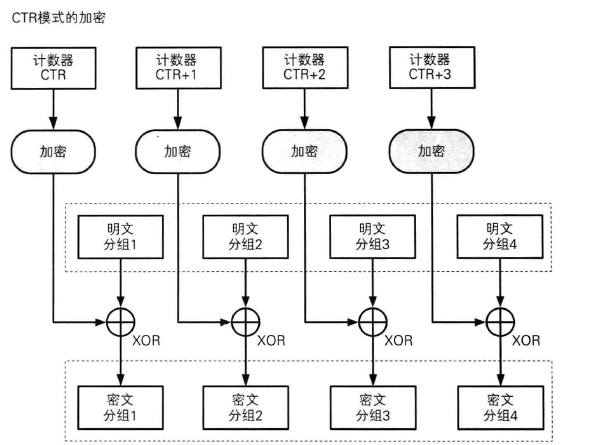 CTR模式的加密
计数器
CTR
计数器
CTR+1
计数器
CTR+2
计数器
CTR+3
加密
加密
加密
加密
明文
分组1
明文
分组2
明文
分组3
明文
分组4
XOR
XOR
XOR
XOR
密文
分组1
密文
分组2
密文
分组3
密文
分组4